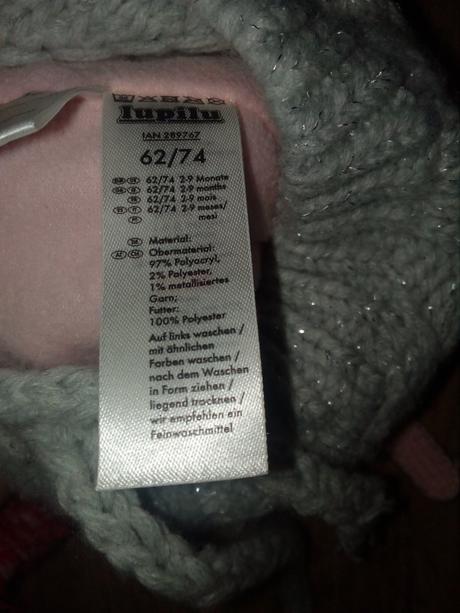 lupilu
IAN 289767
62/74
62/74 2-9 Monate
62/74 2-9 months
62/74 2-9 mois
62/74 2-9 meses/
mesi
Material:
Obermaterial:
97% Polyacryl,
2% Polyester,
1% metallisiertes
Garn;
Futter:
100% Polyester
Auf links waschen /
mit ähnlichen
Farben waschen /
nach dem Waschen
in Form ziehen /
liegend trocknen /
wir empfehlen ein
Feinwaschmittel